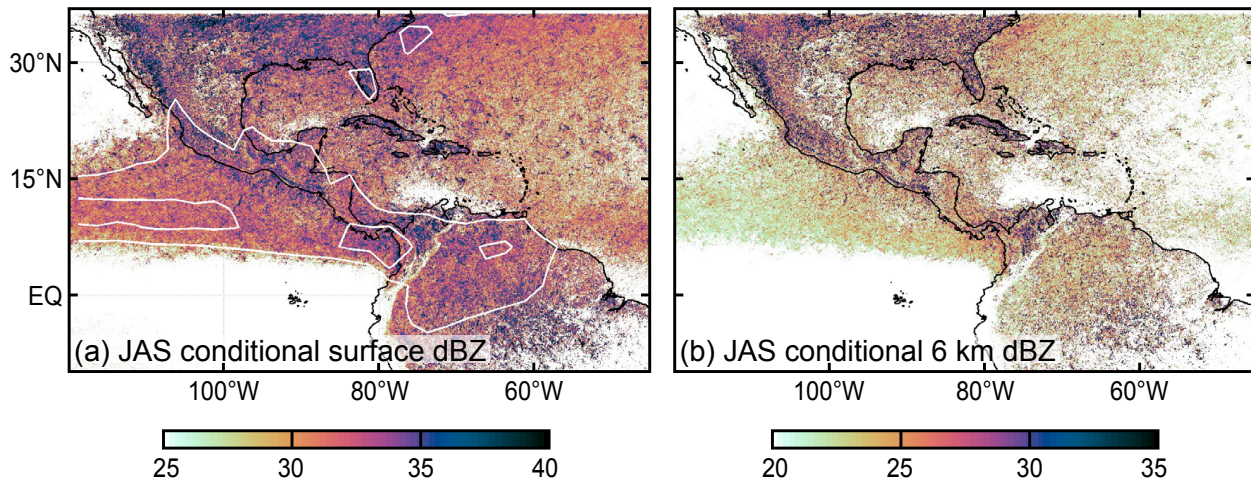 30°N
15°N
EQ
(a) JAS conditional surface dBZ
(b) JAS conditional 6 km dBZ
100°W 80°W 60°W
100°W 80°W 60°W
25 30 35 40
20 25 30 35